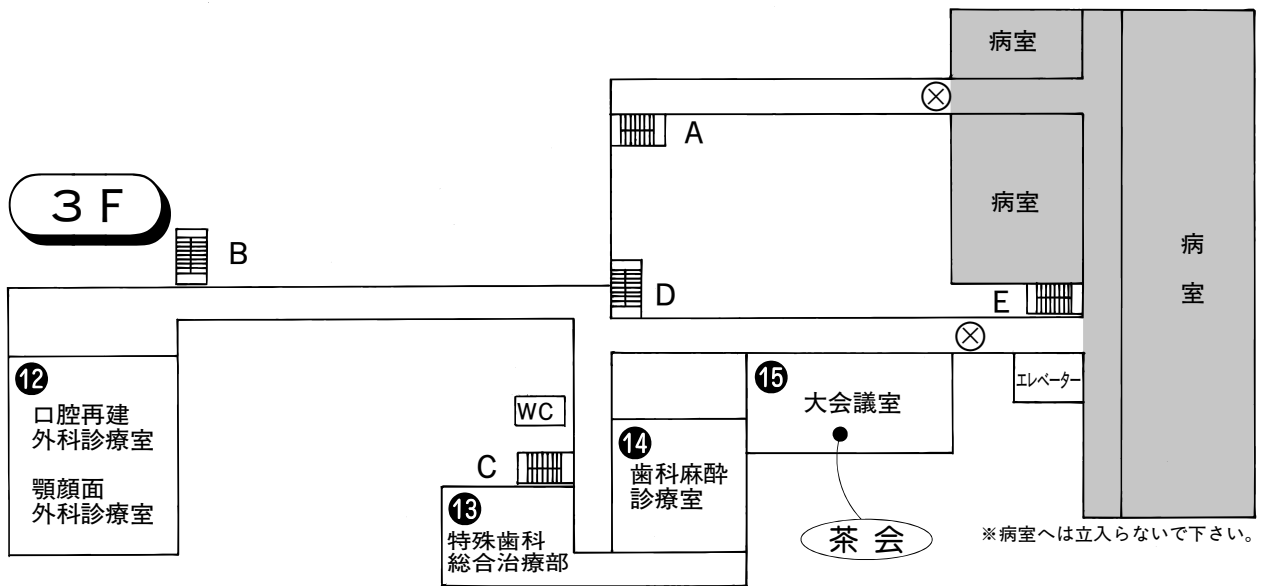 病室
A
3F
病室
B
病
室
D
E
⑫
口腔再建
外科診療室
顎顔面
外科診療室
WC
C
⑬
特殊歯科
総合治療部
⑭
歯科麻酔
診療室
⑮
大会議室
エレベーター
茶会
※病室へは立入らないで下さい。